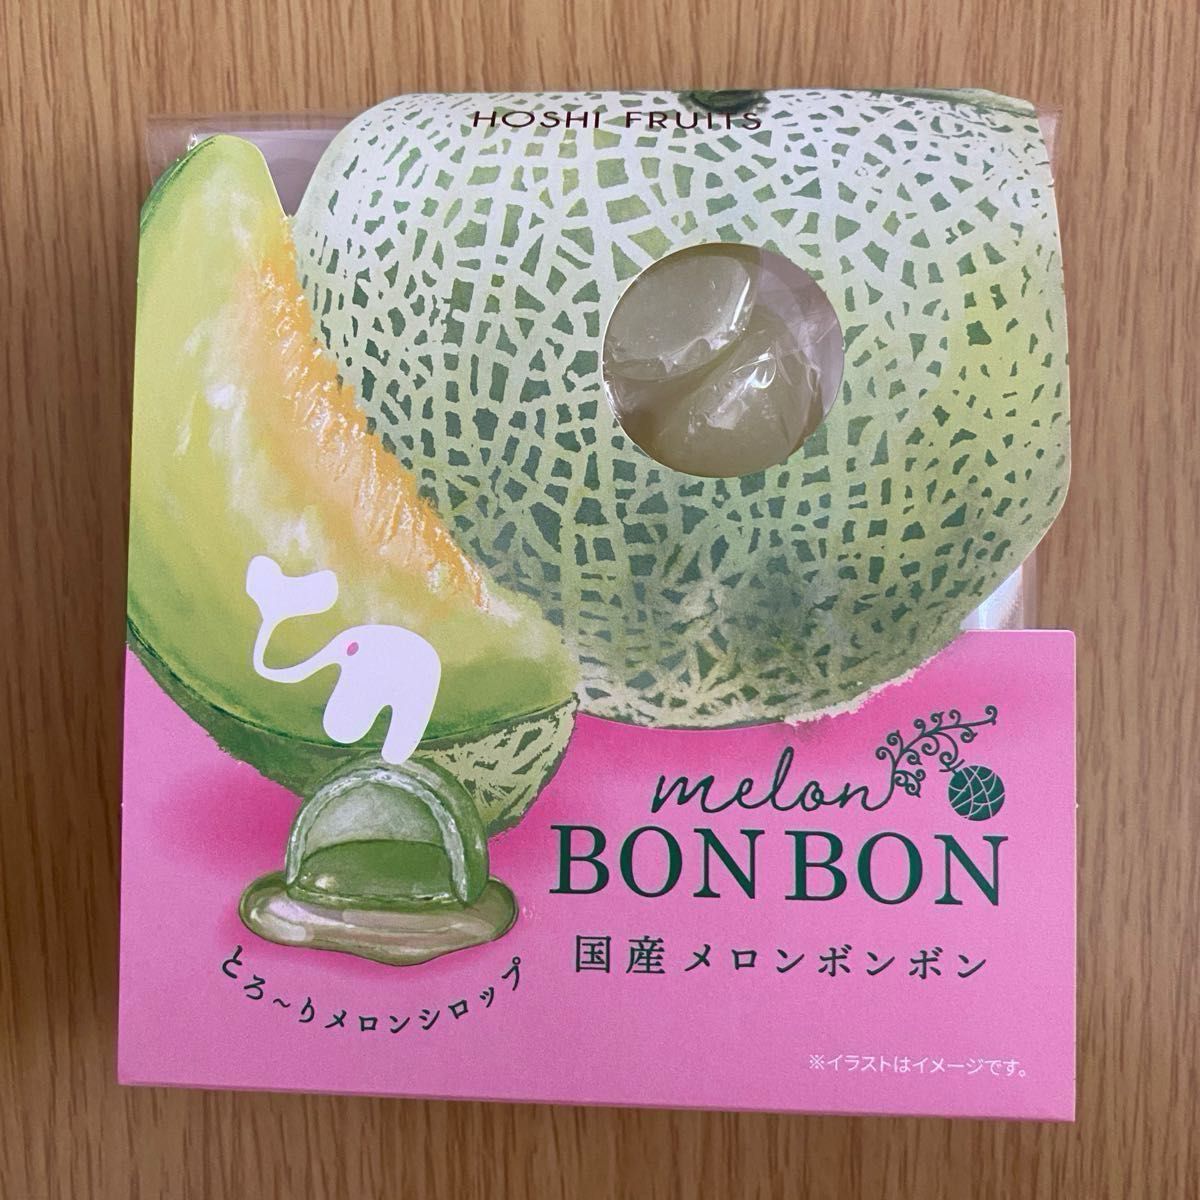 HOSHI FRUITS
melon
BON BON
国産メロンボンボン
とろ〜りメロンシロップ
※イラストはイメージです。